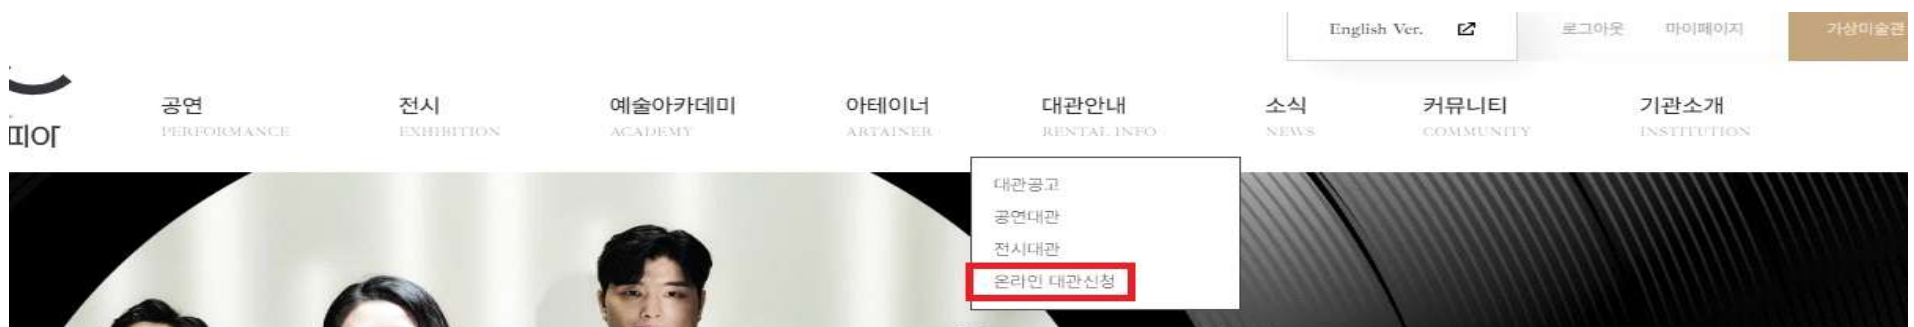 English Ver.
로그아웃
마이페이지
가상미술관
피아
공연
PERFORMANCE
전시
EXHIBITION
예술아카데미
ACADEMY
아테이너
ARTAINER
대관안내
RENTAL INFO
소식
NEWS
커뮤니티
COMMUNITY
기관소개
INSTITUTION
대관공고
공연대관
전시대관
온라인 대관신청